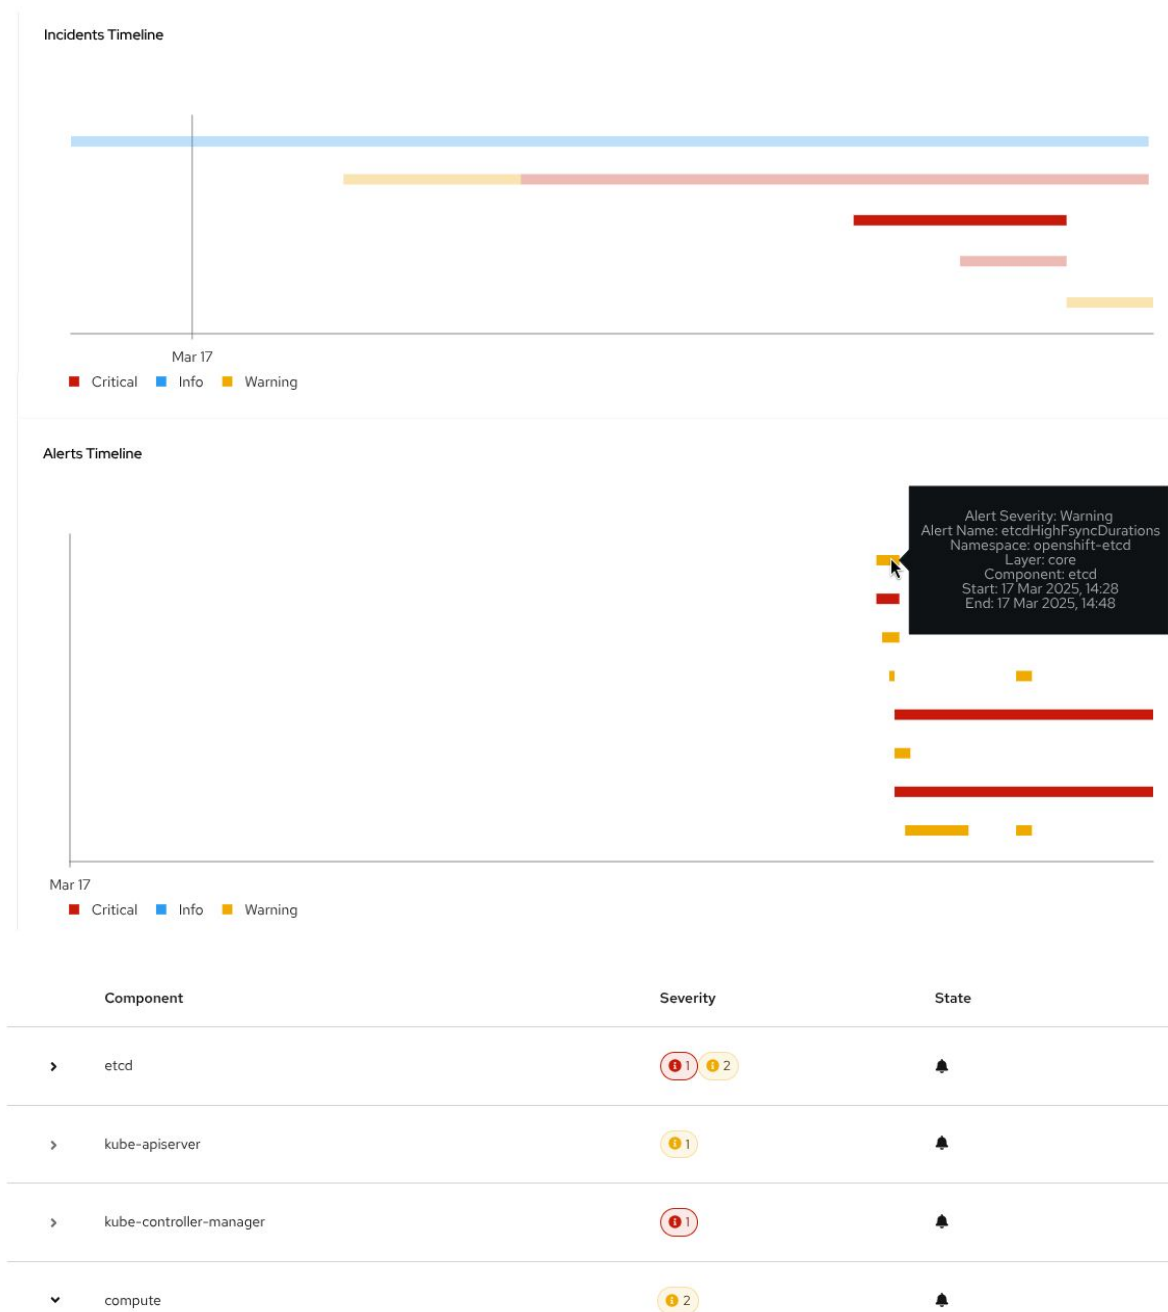 Incidents Timeline
Mar 17
Critical Info Warning
Alerts Timeline
Alert Severity: Warning
Alert Name: etcdHighFsyncDurations
Namespace: openshift-etcd
Layer: core
Component: etcd
Start: 17 Mar 2025, 14:28
End: 17 Mar 2025, 14:48
Mar 17
Critical Info Warning
Component Severity State
etcd 1 2
kube-apiserver 1
kube-controller-manager 1
compute 2